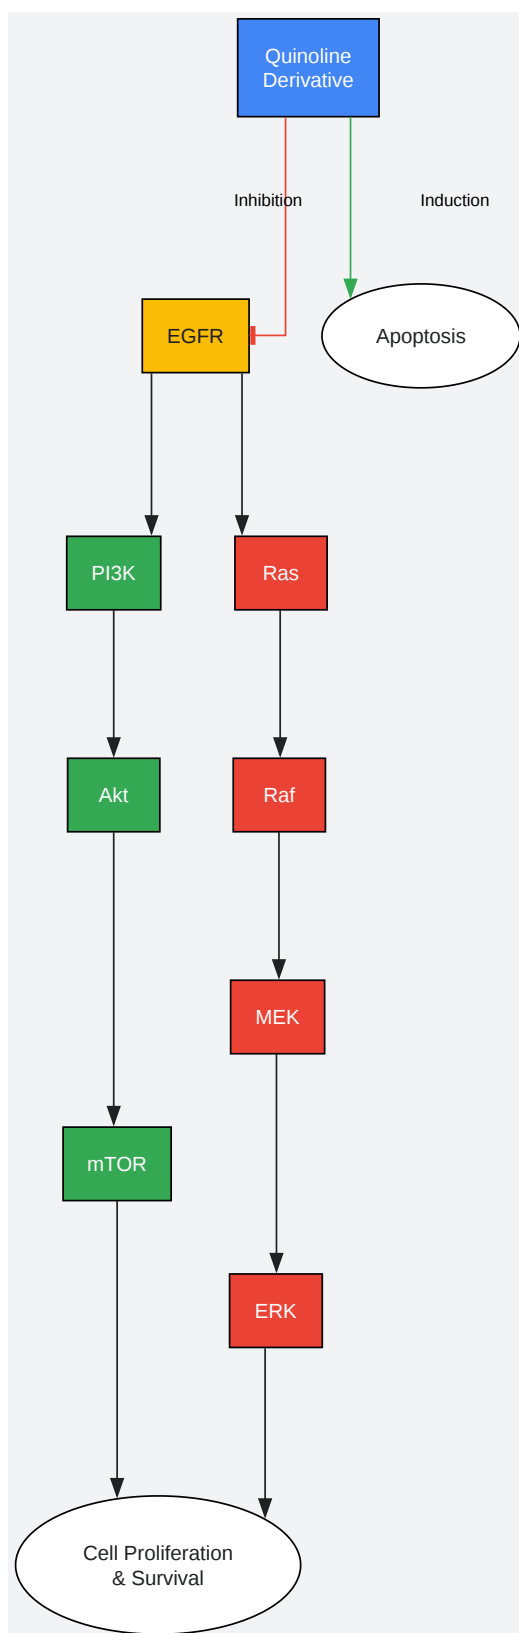 Quinoline
Derivative
Inhibition
Induction
EGFR
Apoptosis
PI3K
Ras
Akt
Raf
MEK
mTOR
ERK
Cell Proliferation
& Survival